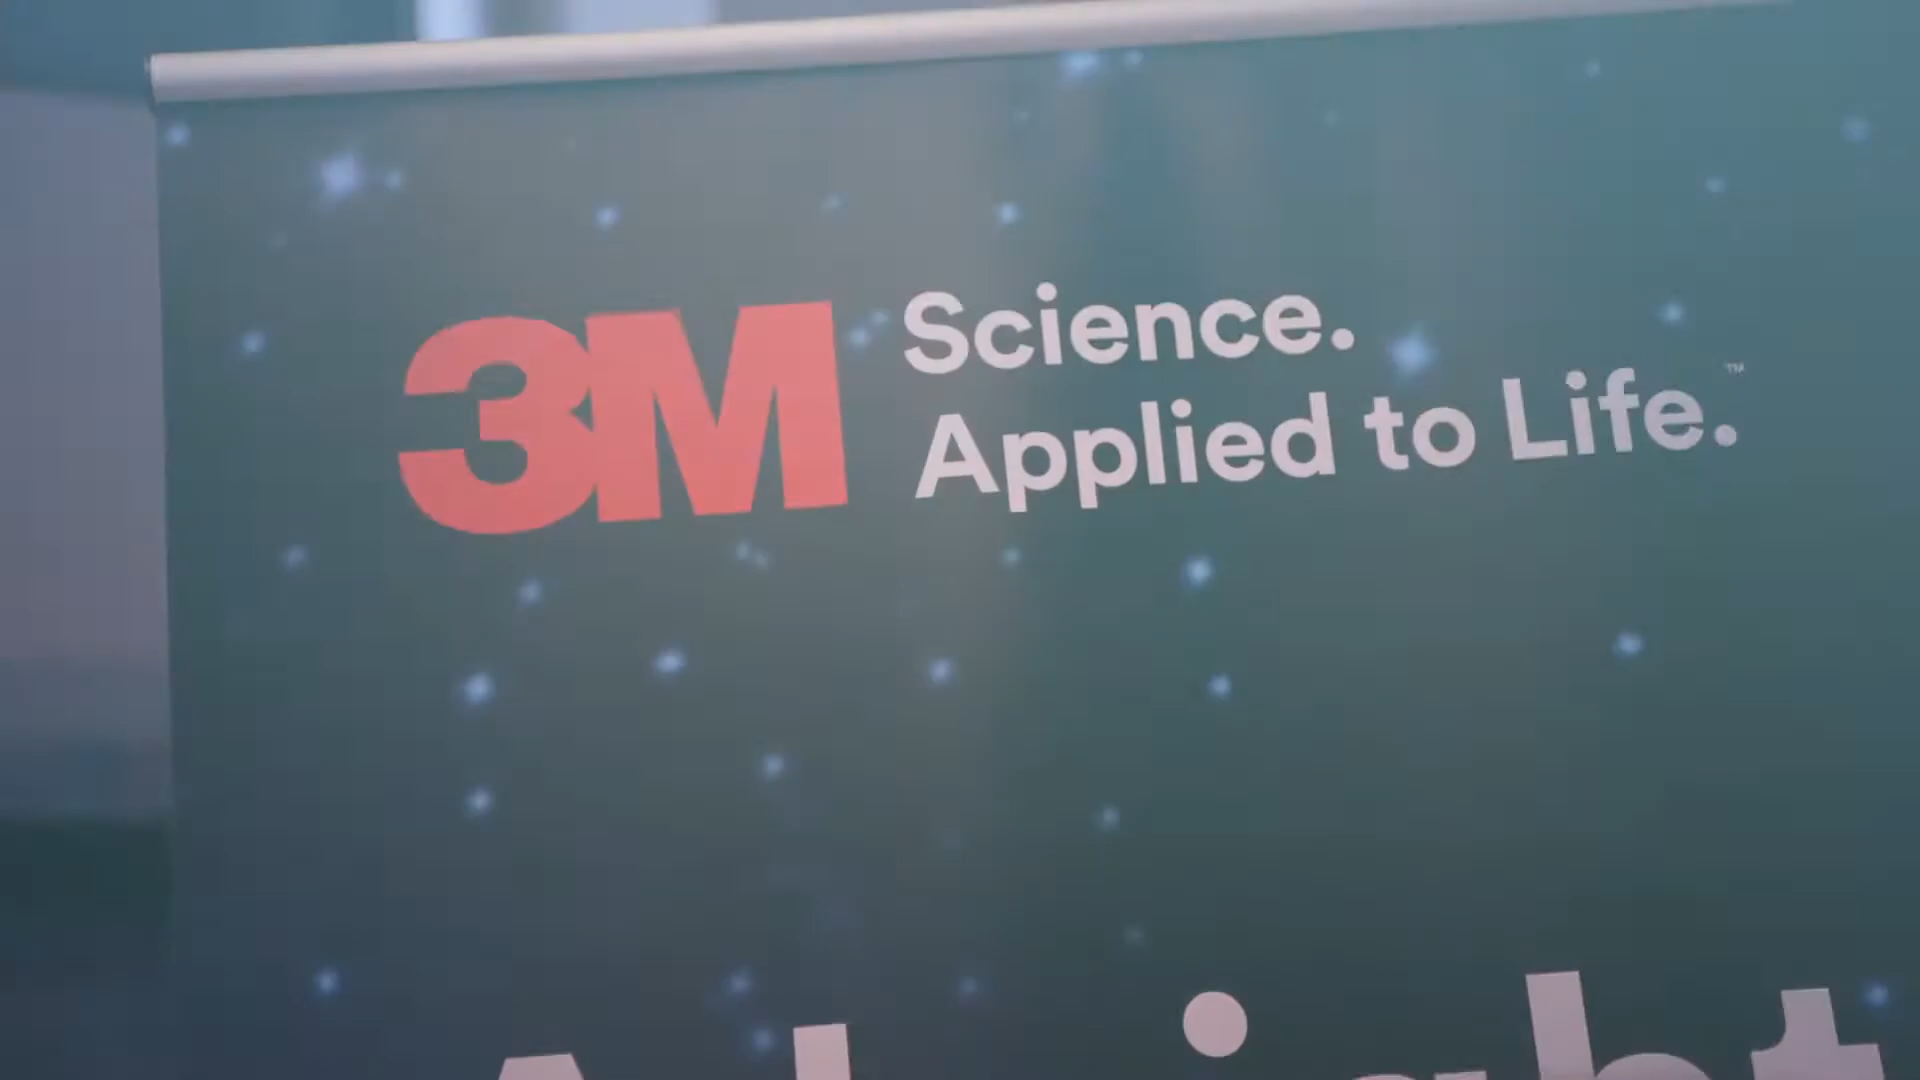 3M
Science.
Applied to Life.™